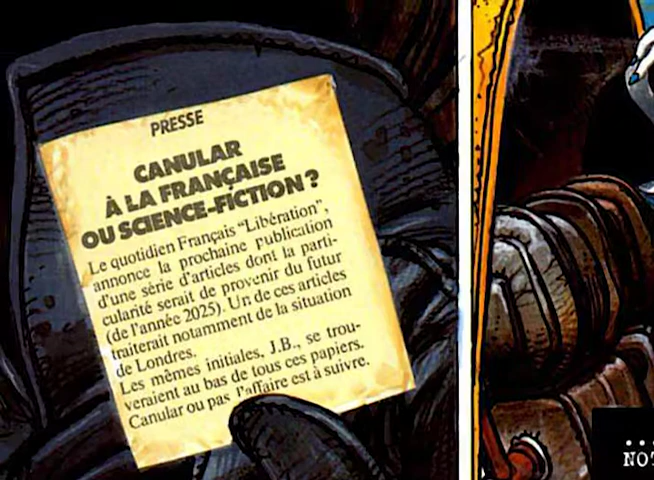 PRESSE
CANULAR
À LA FRANÇAISE
OU SCIENCE-FICTION ?
Le quotidien Français "Libération",
annonce la prochaine publication
d'une série d'articles dont la parti-
cularité serait de provenir du futur
(de l'année 2025). Un de ces articles
traiterait notamment de la situation
de Londres.
Les mêmes initiales, J.B., se trou-
veraient au bas de tous ces papiers.
Canular ou pas l'affaire est à suivre.
...
NOT